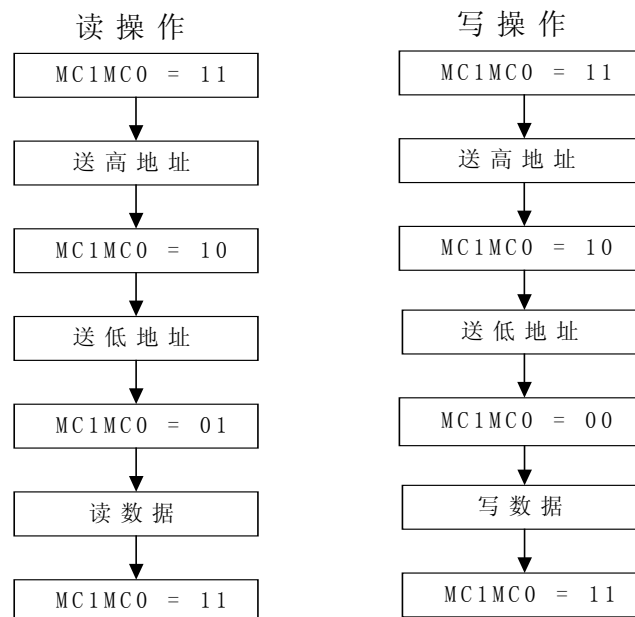 读操作
MC1MC0 = 11
送高地址
MC1MC0 = 10
送低地址
MC1MC0 = 01
读数据
MC1MC0 = 11
写操作
MC1MC0 = 11
送高地址
MC1MC0 = 10
送低地址
MC1MC0 = 00
写数据
MC1MC0 = 11